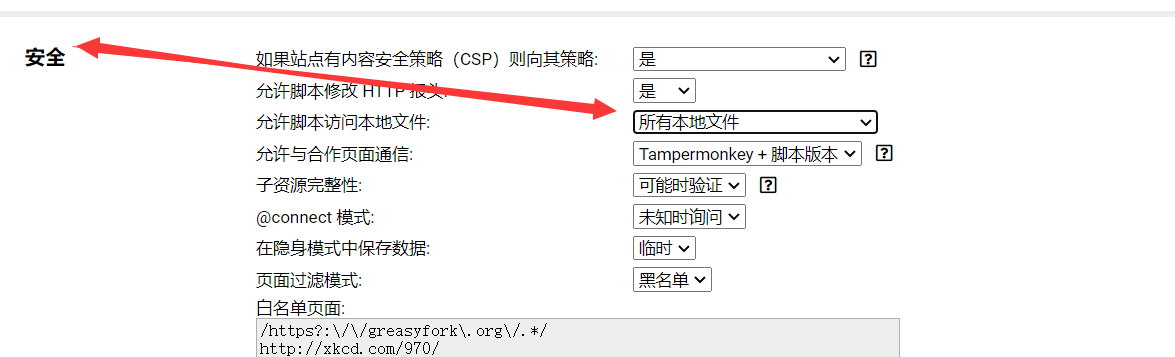 安全
如果站点有内容安全策略（CSP）则向其策略: 是
允许脚本修改 HTTP 报头: 是
允许脚本访问本地文件: 所有本地文件
允许与合作页面通信: Tampermonkey + 脚本版本
子资源完整性: 可能时验证
@connect 模式: 未知时询问
在隐身模式中保存数据: 临时
页面过滤模式: 黑名单
白名单页面:
/https?:\/\/greasyfork\.org\/.*/
http://xkcd.com/970/